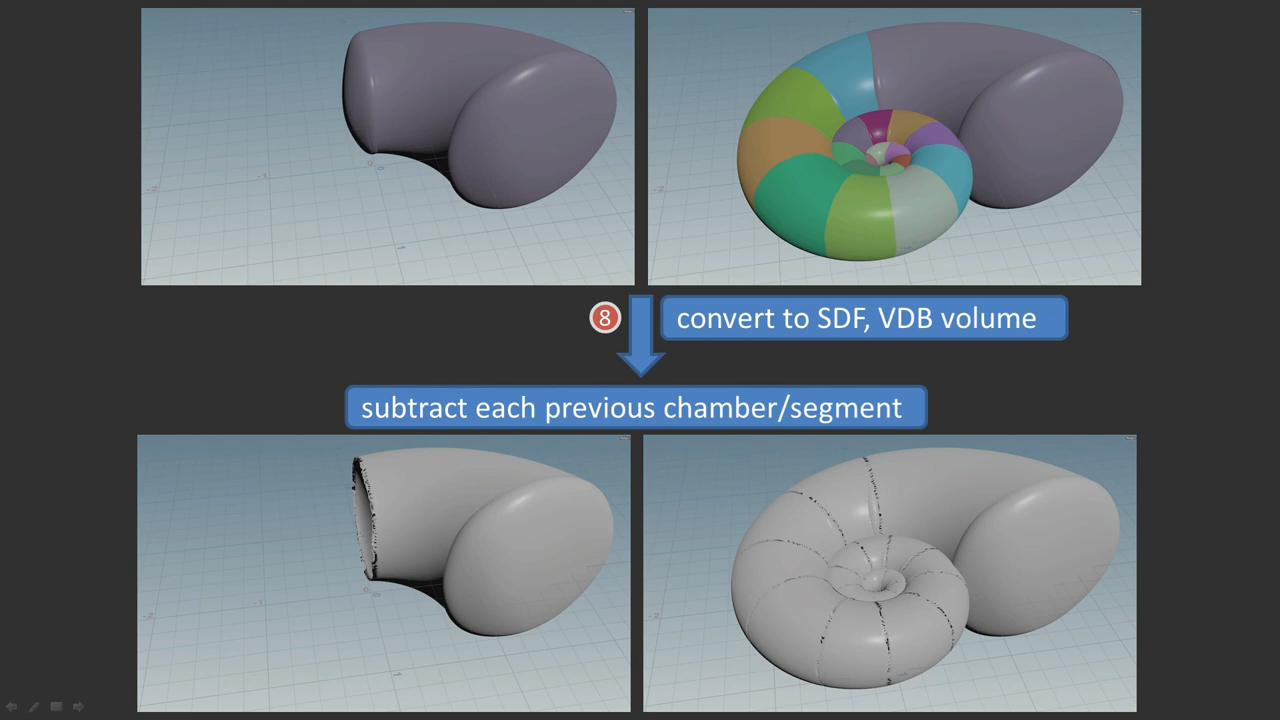 8
convert to SDF, VDB volume
subtract each previous chamber/segment